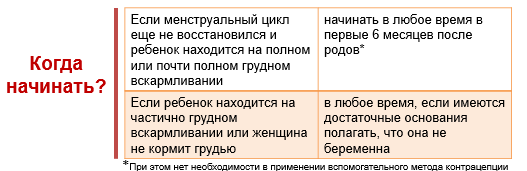 Когда
начинать?
Если менструальный цикл
еще не восстановился и
ребенок находится на полном
или почти полном грудном
вскармливании
начинать в любое время в
первые 6 месяцев после
родов*
Если ребенок находится на
частично грудном
вскармливании или женщина
не кормит грудью
в любое время, если имеются
достаточные основания
полагать, что она не
беременна
*При этом нет необходимости в применении вспомогательного метода контрацепции